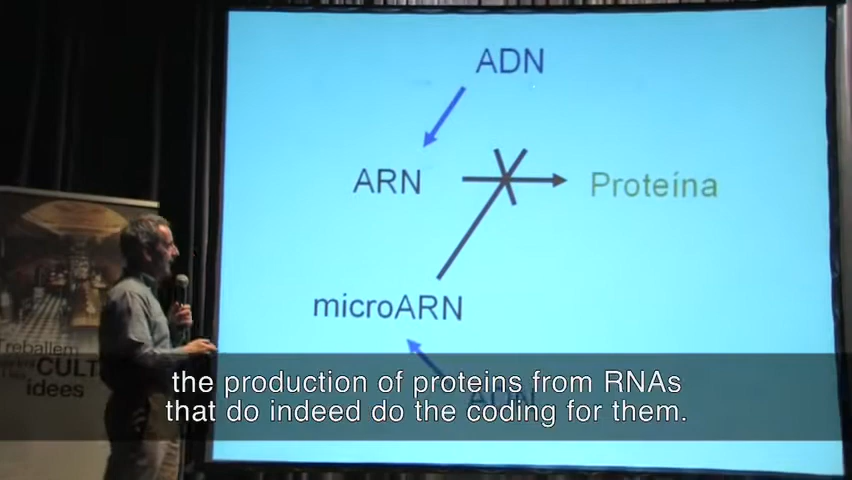 ADN
ARN
Proteína
microARN
ADN
Treballem
CULT
idees
the production of proteins from RNAs
that do indeed do the coding for them.